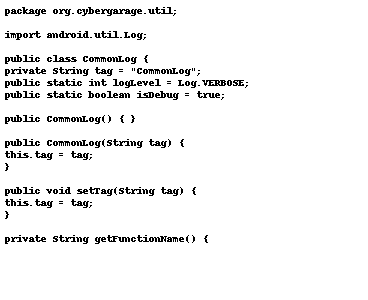 package org.cybergarage.util;
import android.util.Log;
public class CommonLog {
private String tag = "CommonLog";
public static int logLevel = Log.VERBOSE;
public static boolean isDebug = true;
public CommonLog() { }
public CommonLog(String tag) {
this.tag = tag;
}
public void setTag(String tag) {
this.tag = tag;
}
private String getFunctionName() {